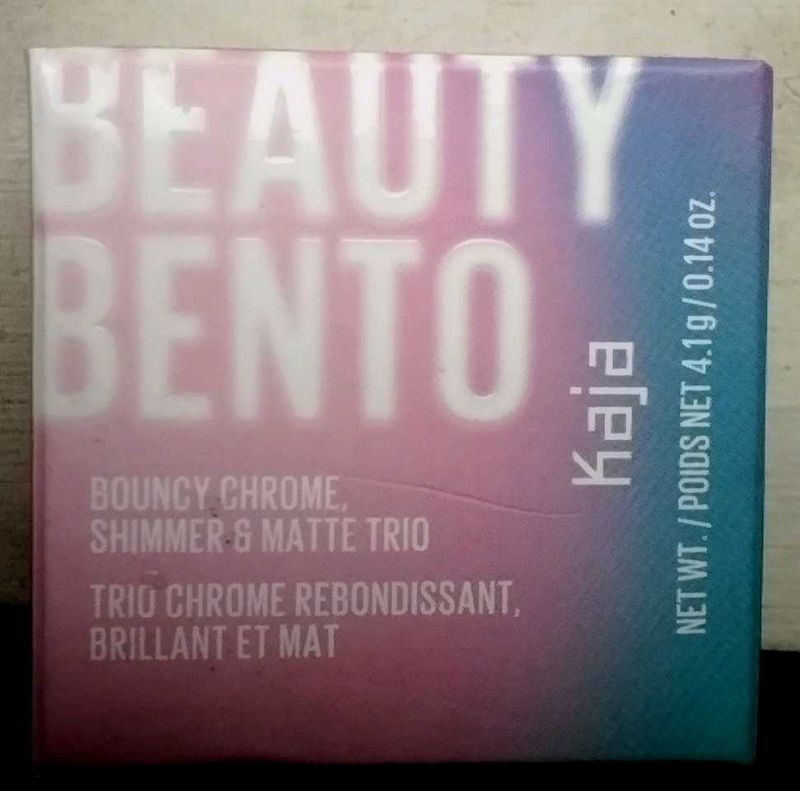 BEAUTY
BENTO
Kaja
BOUNCY CHROME,
SHIMMER & MATTE TRIO
TRIO CHROME REBONDISSANT,
BRILLANT ET MAT
NET WT. / POIDS NET 4.1 g / 0.14 OZ.